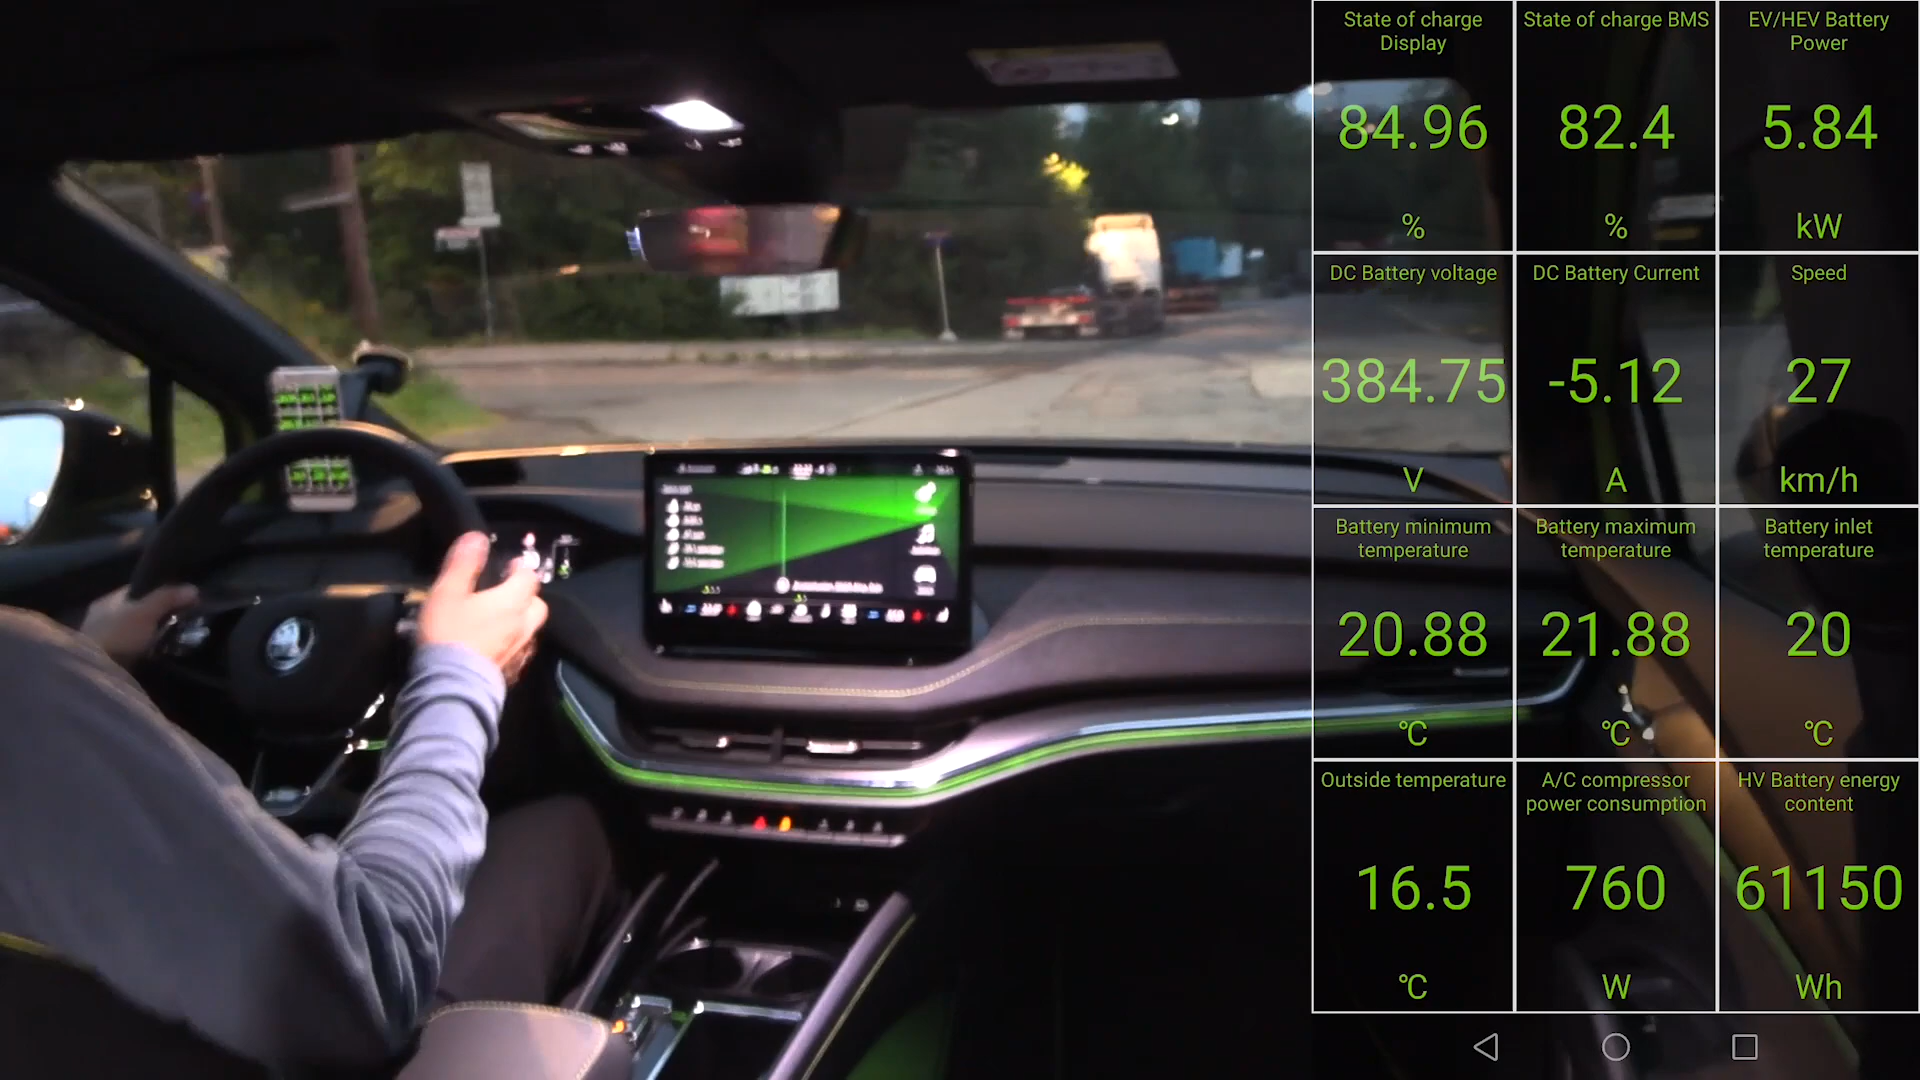 State of charge
Display
84.96
%
State of charge BMS
82.4
%
EV/HEV Battery
Power
5.84
kW
DC Battery voltage
384.75
V
DC Battery Current
-5.12
A
Speed
27
km/h
Battery minimum
temperature
20.88
℃
Battery maximum
temperature
21.88
℃
Battery inlet
temperature
20
℃
Outside temperature
16.5
℃
A/C compressor
power consumption
760
W
HV Battery energy
content
61150
Wh